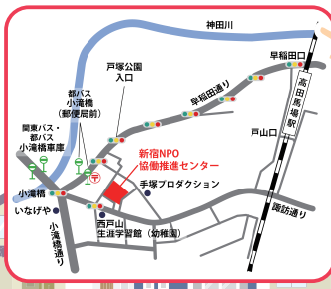 神田川
早稲田口
戸塚公園
入口
早稲田通り
高田馬場駅
都バス
小滝橋
（郵便局前）
戸山口
関東バス・
都バス
小滝橋車庫
新宿NPO
協働推進センター
手塚プロダクション
小滝橋
いなげや
諏訪通り
西戸山
生涯学習館（幼稚園）
小滝橋通り